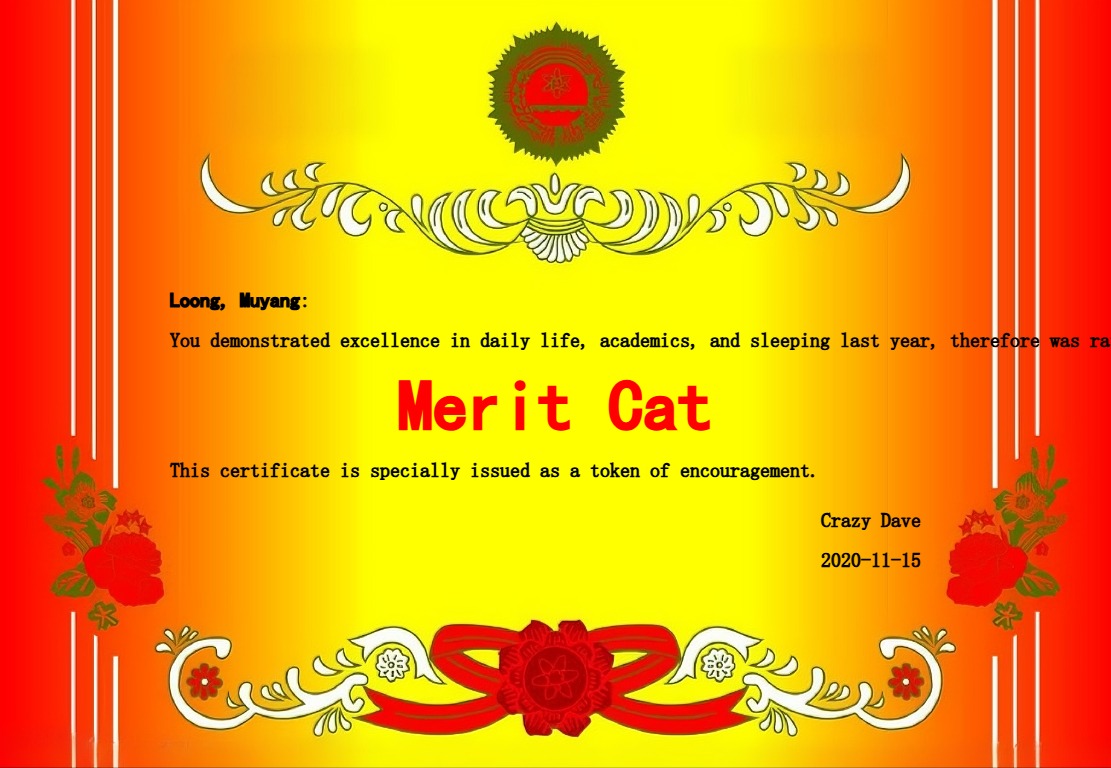 Loong, Muyang:
You demonstrated excellence in daily life, academics, and sleeping last year, therefore was ra
Merit Cat
This certificate is specially issued as a token of encouragement.
Crazy Dave
2020-11-15